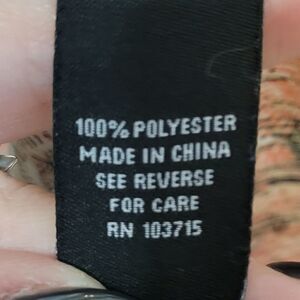 100% POLYESTER
MADE IN CHINA
SEE REVERSE
FOR CARE
RN 103715